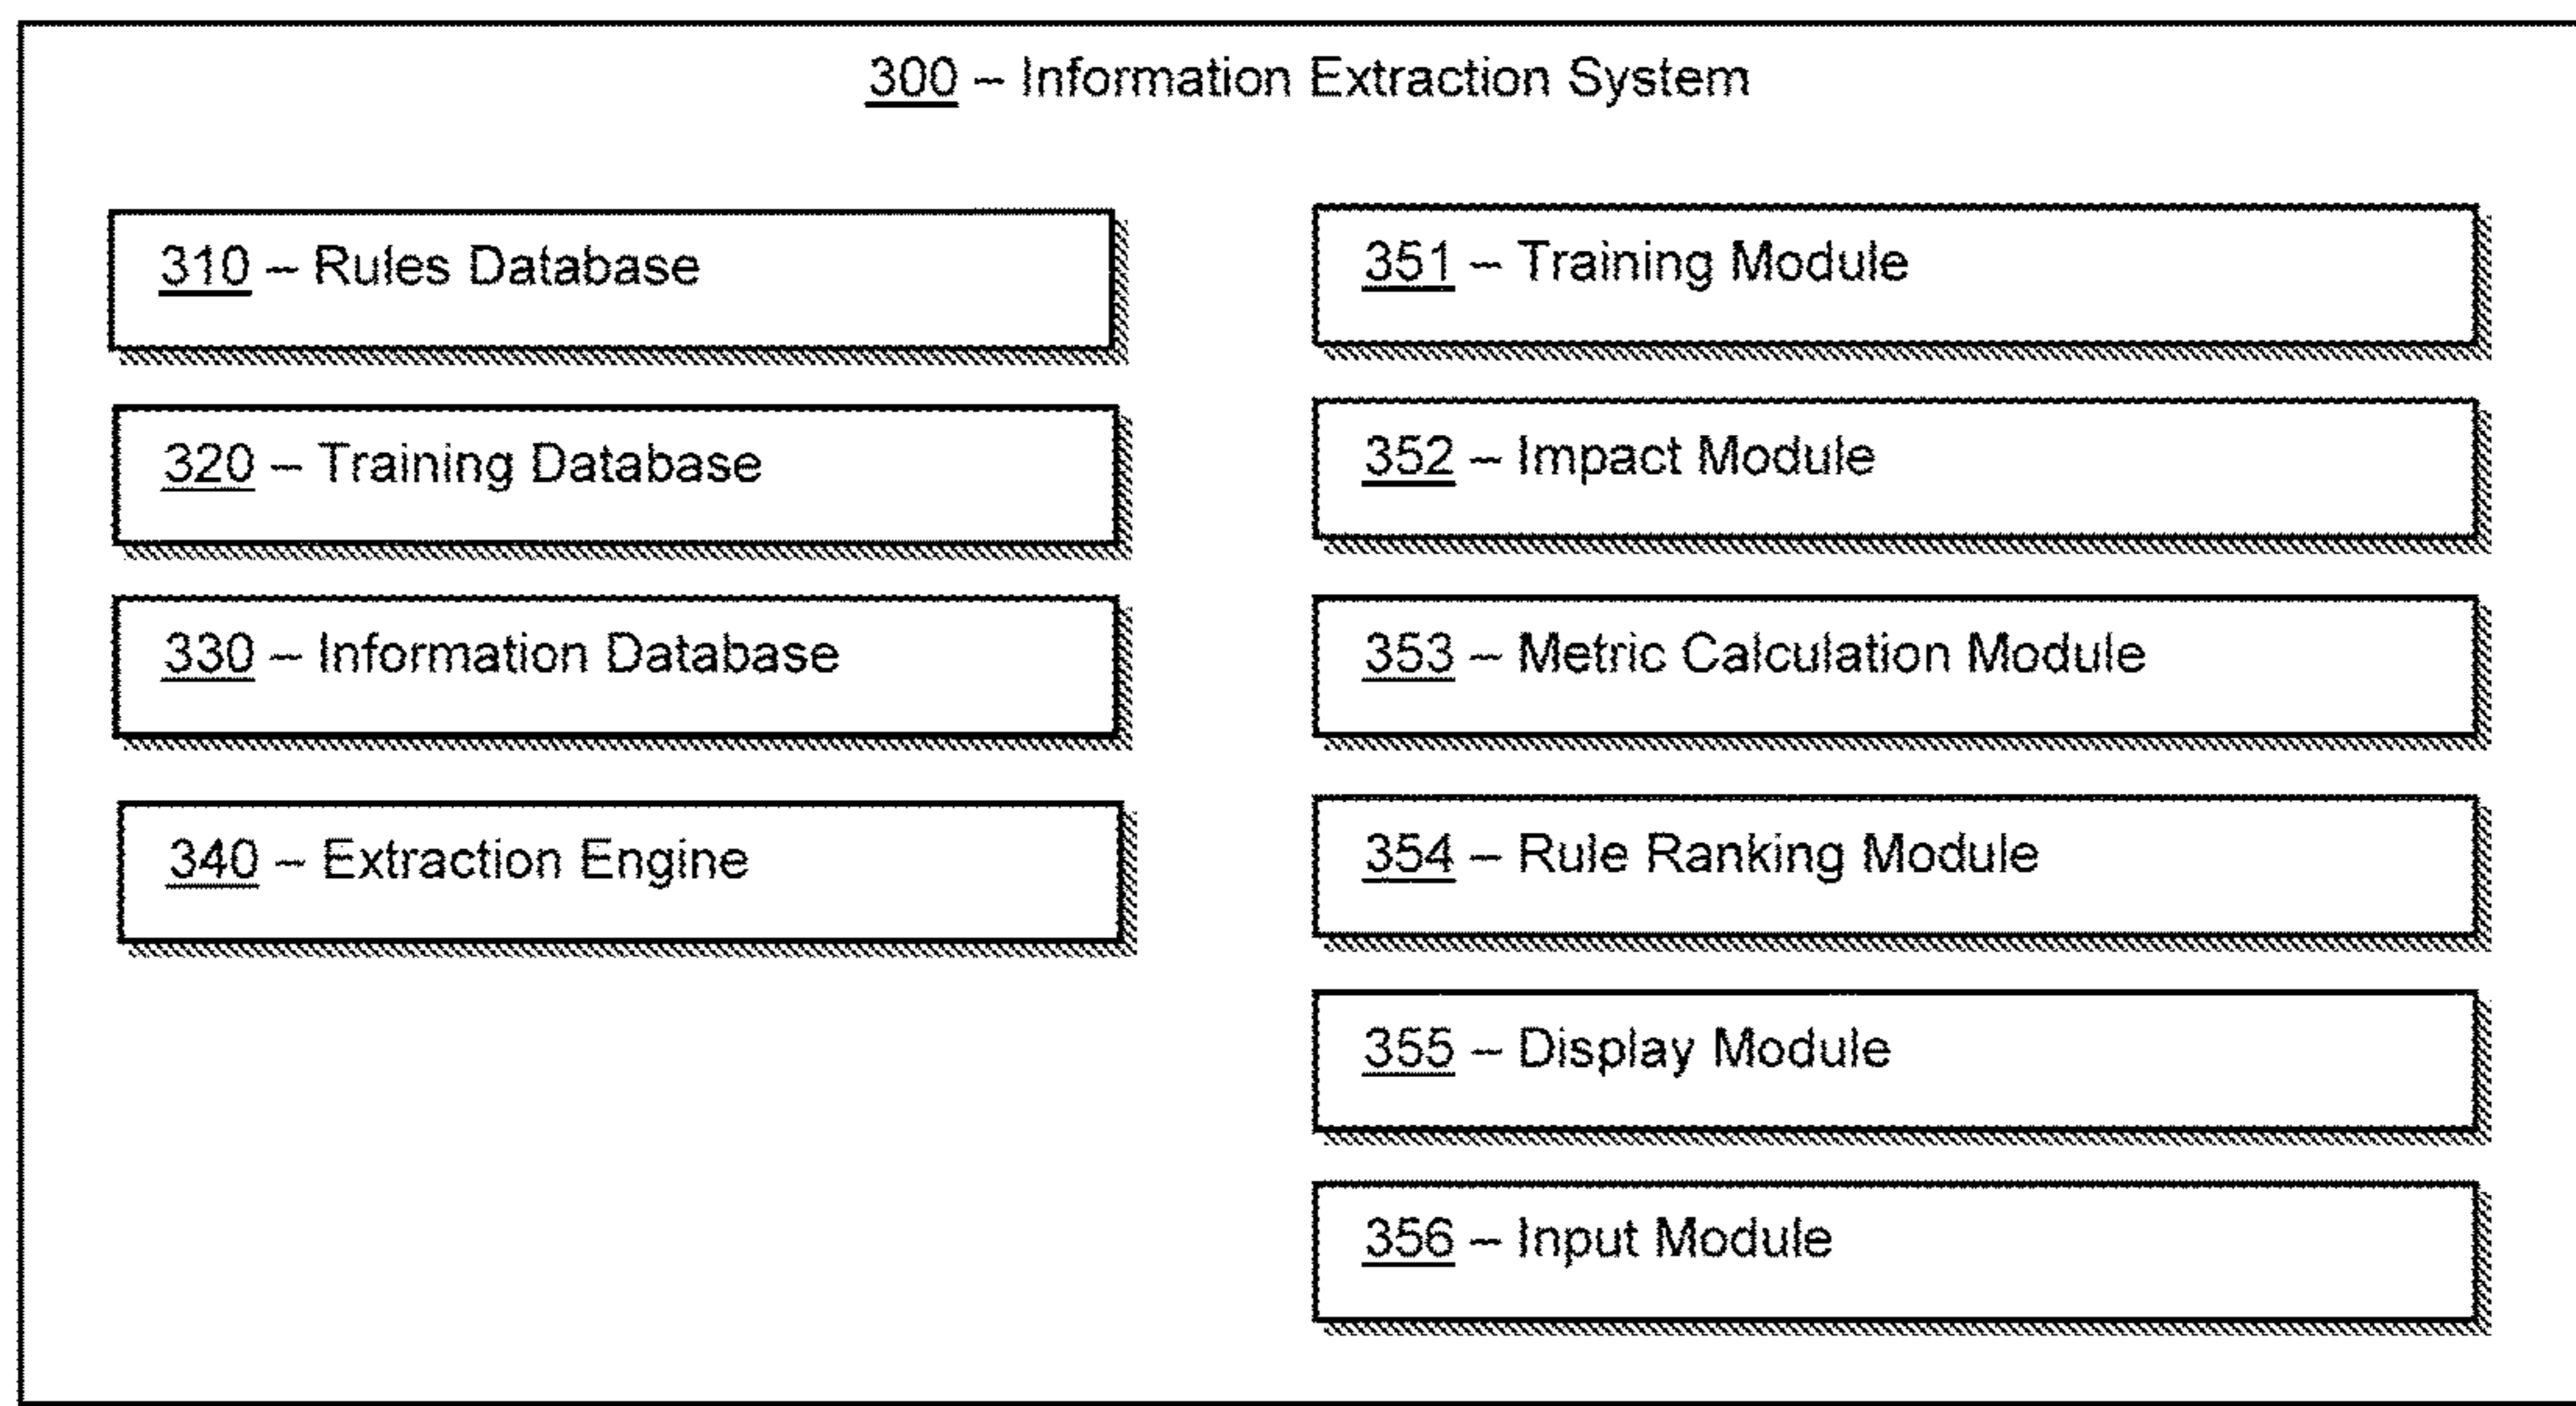 300 – Information Extraction System
310 – Rules Database
320 – Training Database
330 – Information Database
340 – Extraction Engine
351 – Training Module
352 – Impact Module
353 – Metric Calculation Module
354 – Rule Ranking Module
355 – Display Module
356 – Input Module